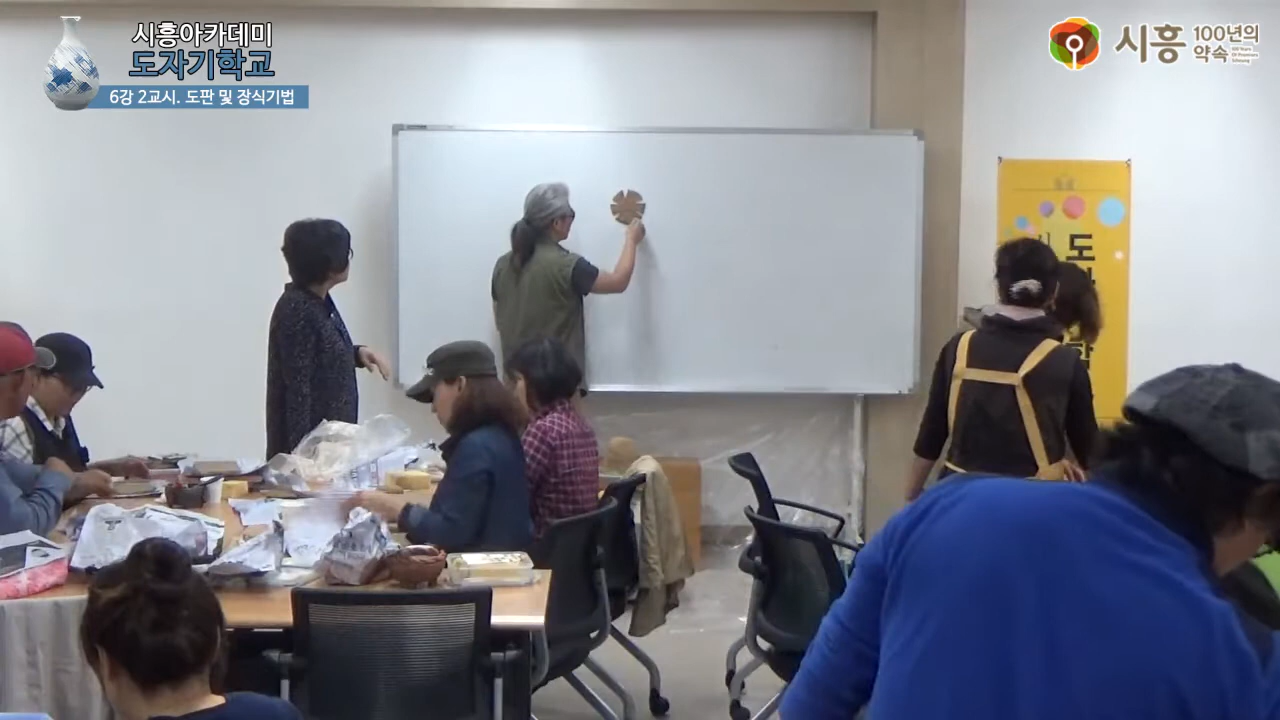 시흥아카데미
도자기학교
6강 2교시. 도판 및 장식기법
시흥 100년의 약속
도